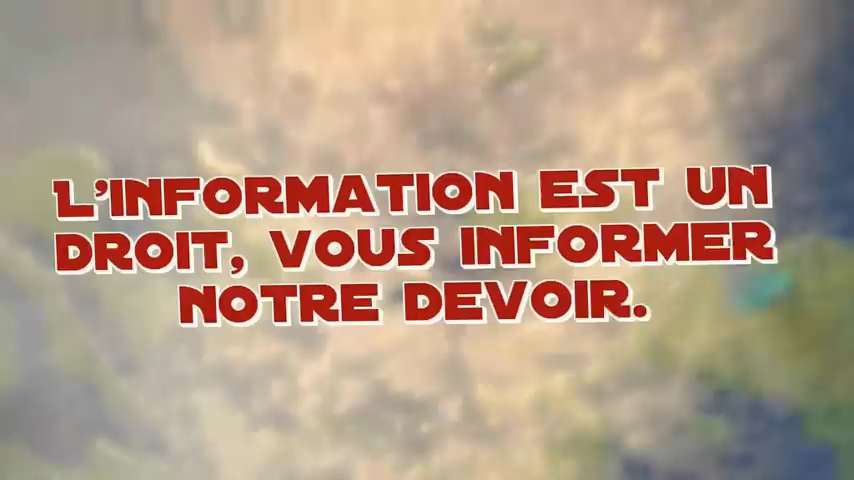 L'INFORMATION EST UN
DROIT, VOUS INFORMER
NOTRE DEVOIR.